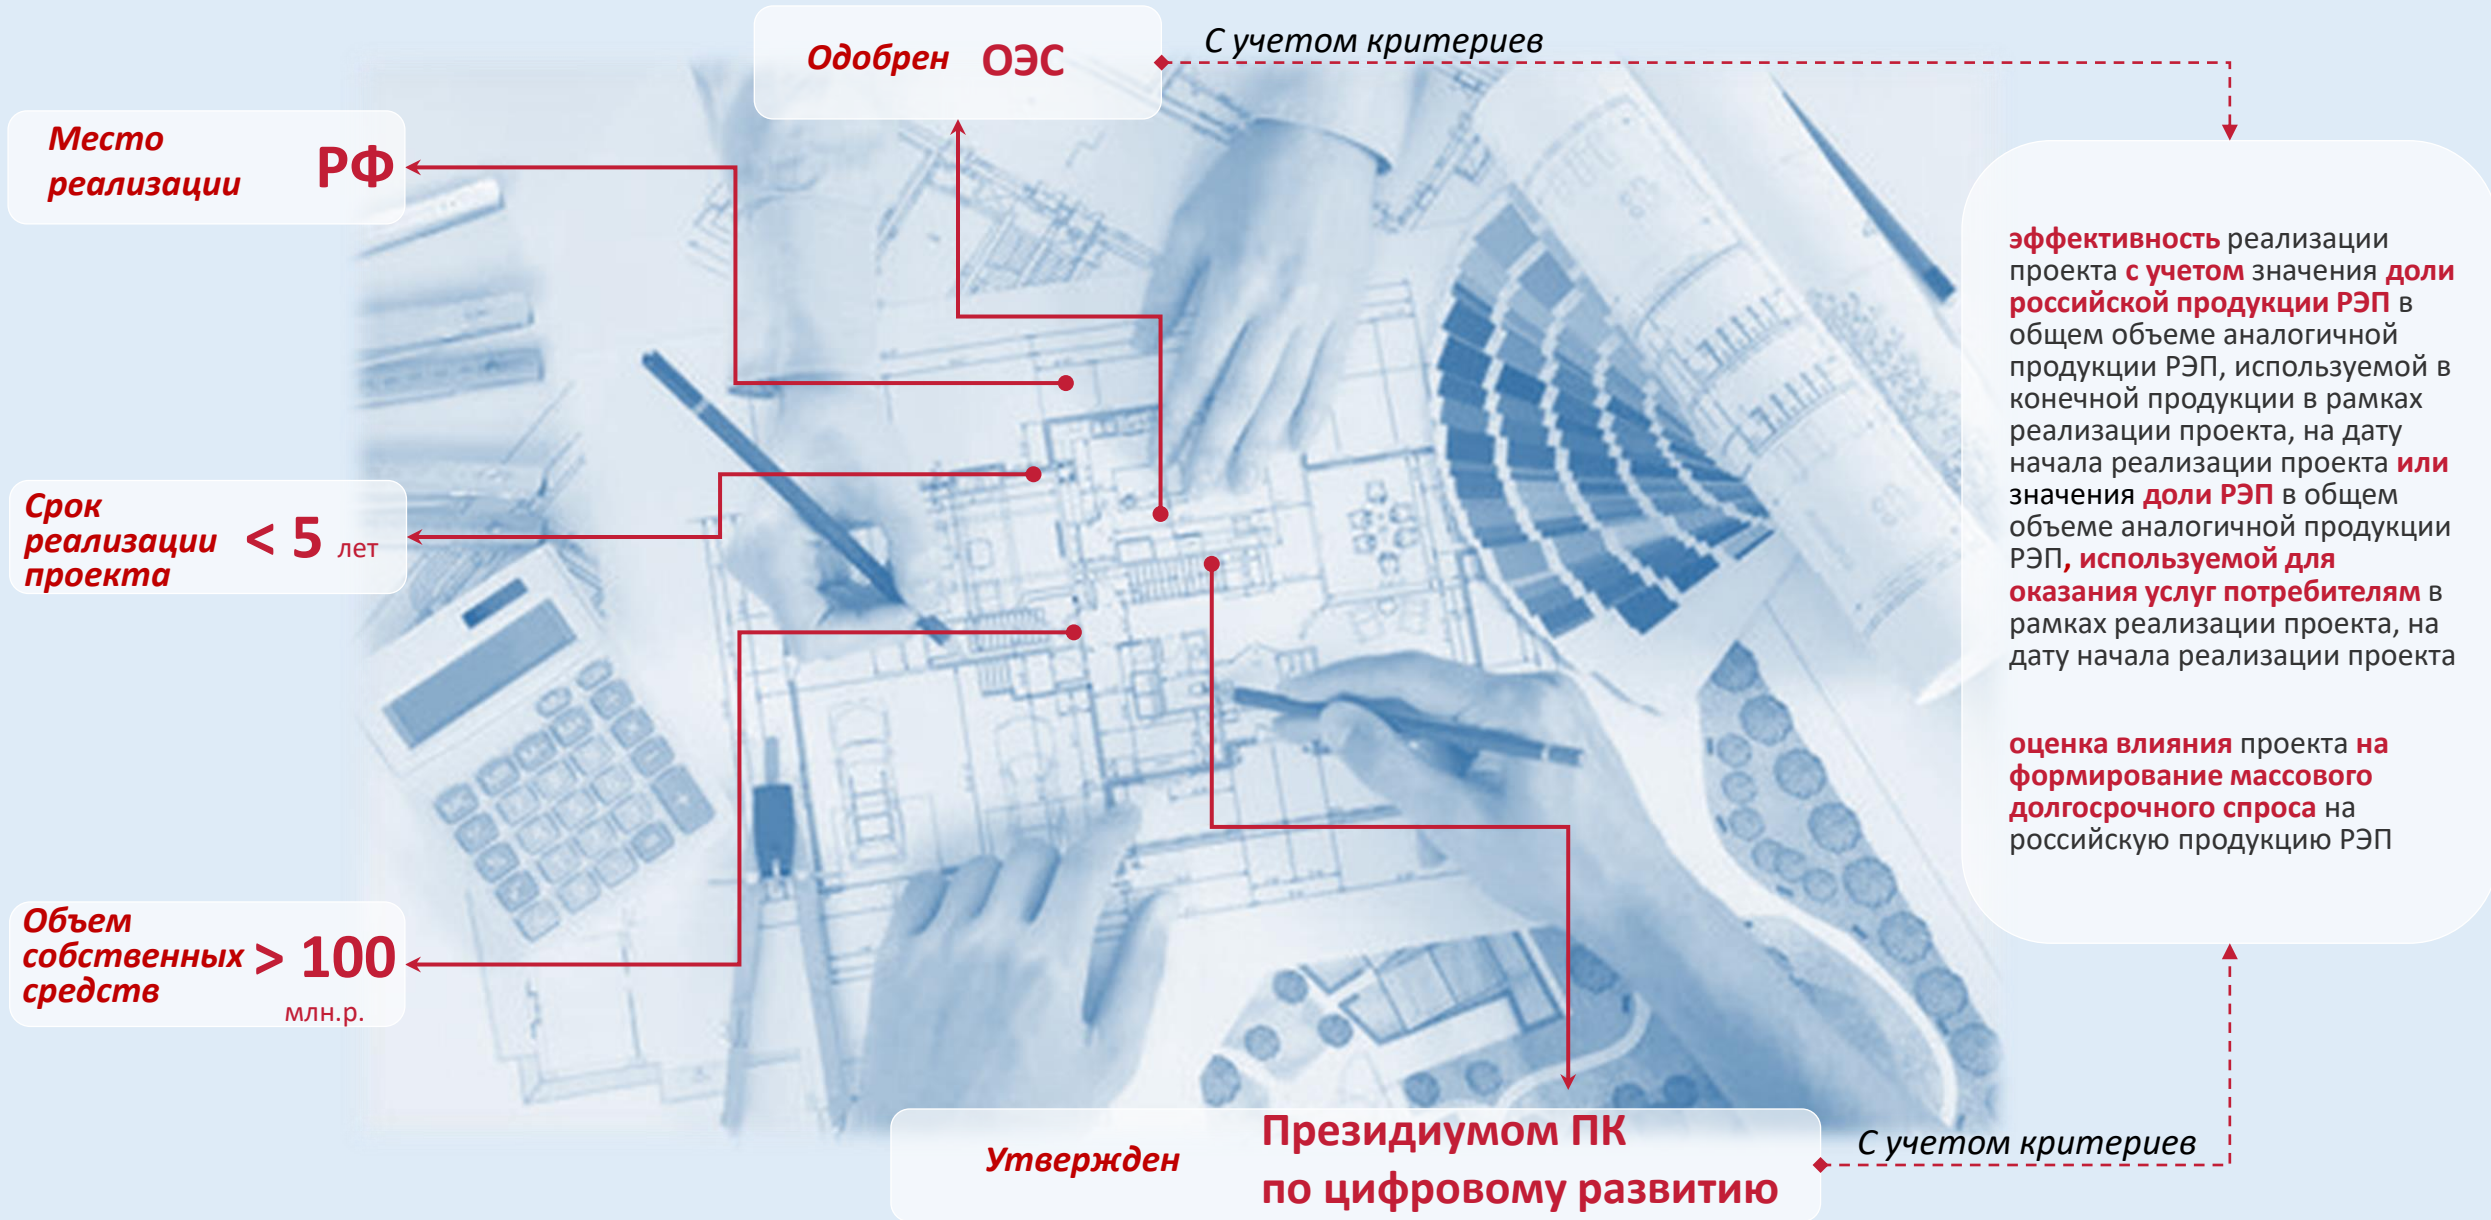 Одобрен ОЭС
С учетом критериев
Место
реализации РФ
Срок
реализации < 5 лет
проекта
Объем
собственных > 100
средств
млн.р.
эффективность реализации
проекта с учетом значения доли
российской продукции РЭП в
общем объеме аналогичной
продукции РЭП, используемой в
конечной продукции в рамках
реализации проекта, на дату
начала реализации проекта или
значения доли РЭП в общем
объеме аналогичной продукции
РЭП, используемой для
оказания услуг потребителям в
рамках реализации проекта, на
дату начала реализации проекта
оценка влияния проекта на
формирование массового
долгосрочного спроса на
российскую продукцию РЭП
Утвержден
Президиумом ПК
по цифровому развитию
С учетом критериев